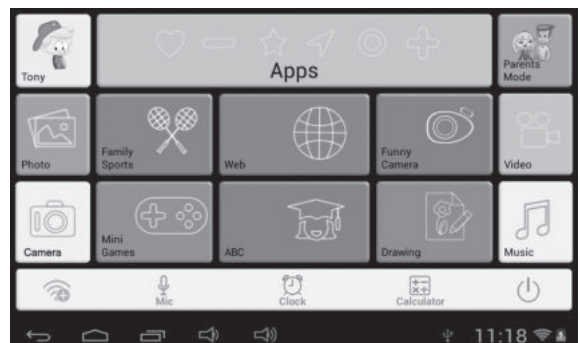 Apps
Tony
Parents
Mode
Photo
Family
Sports
Web
Funny
Camera
Video
Camera
Mini
Games
ABC
Drawing
Music
Mic
Clock
Calculator
11:18